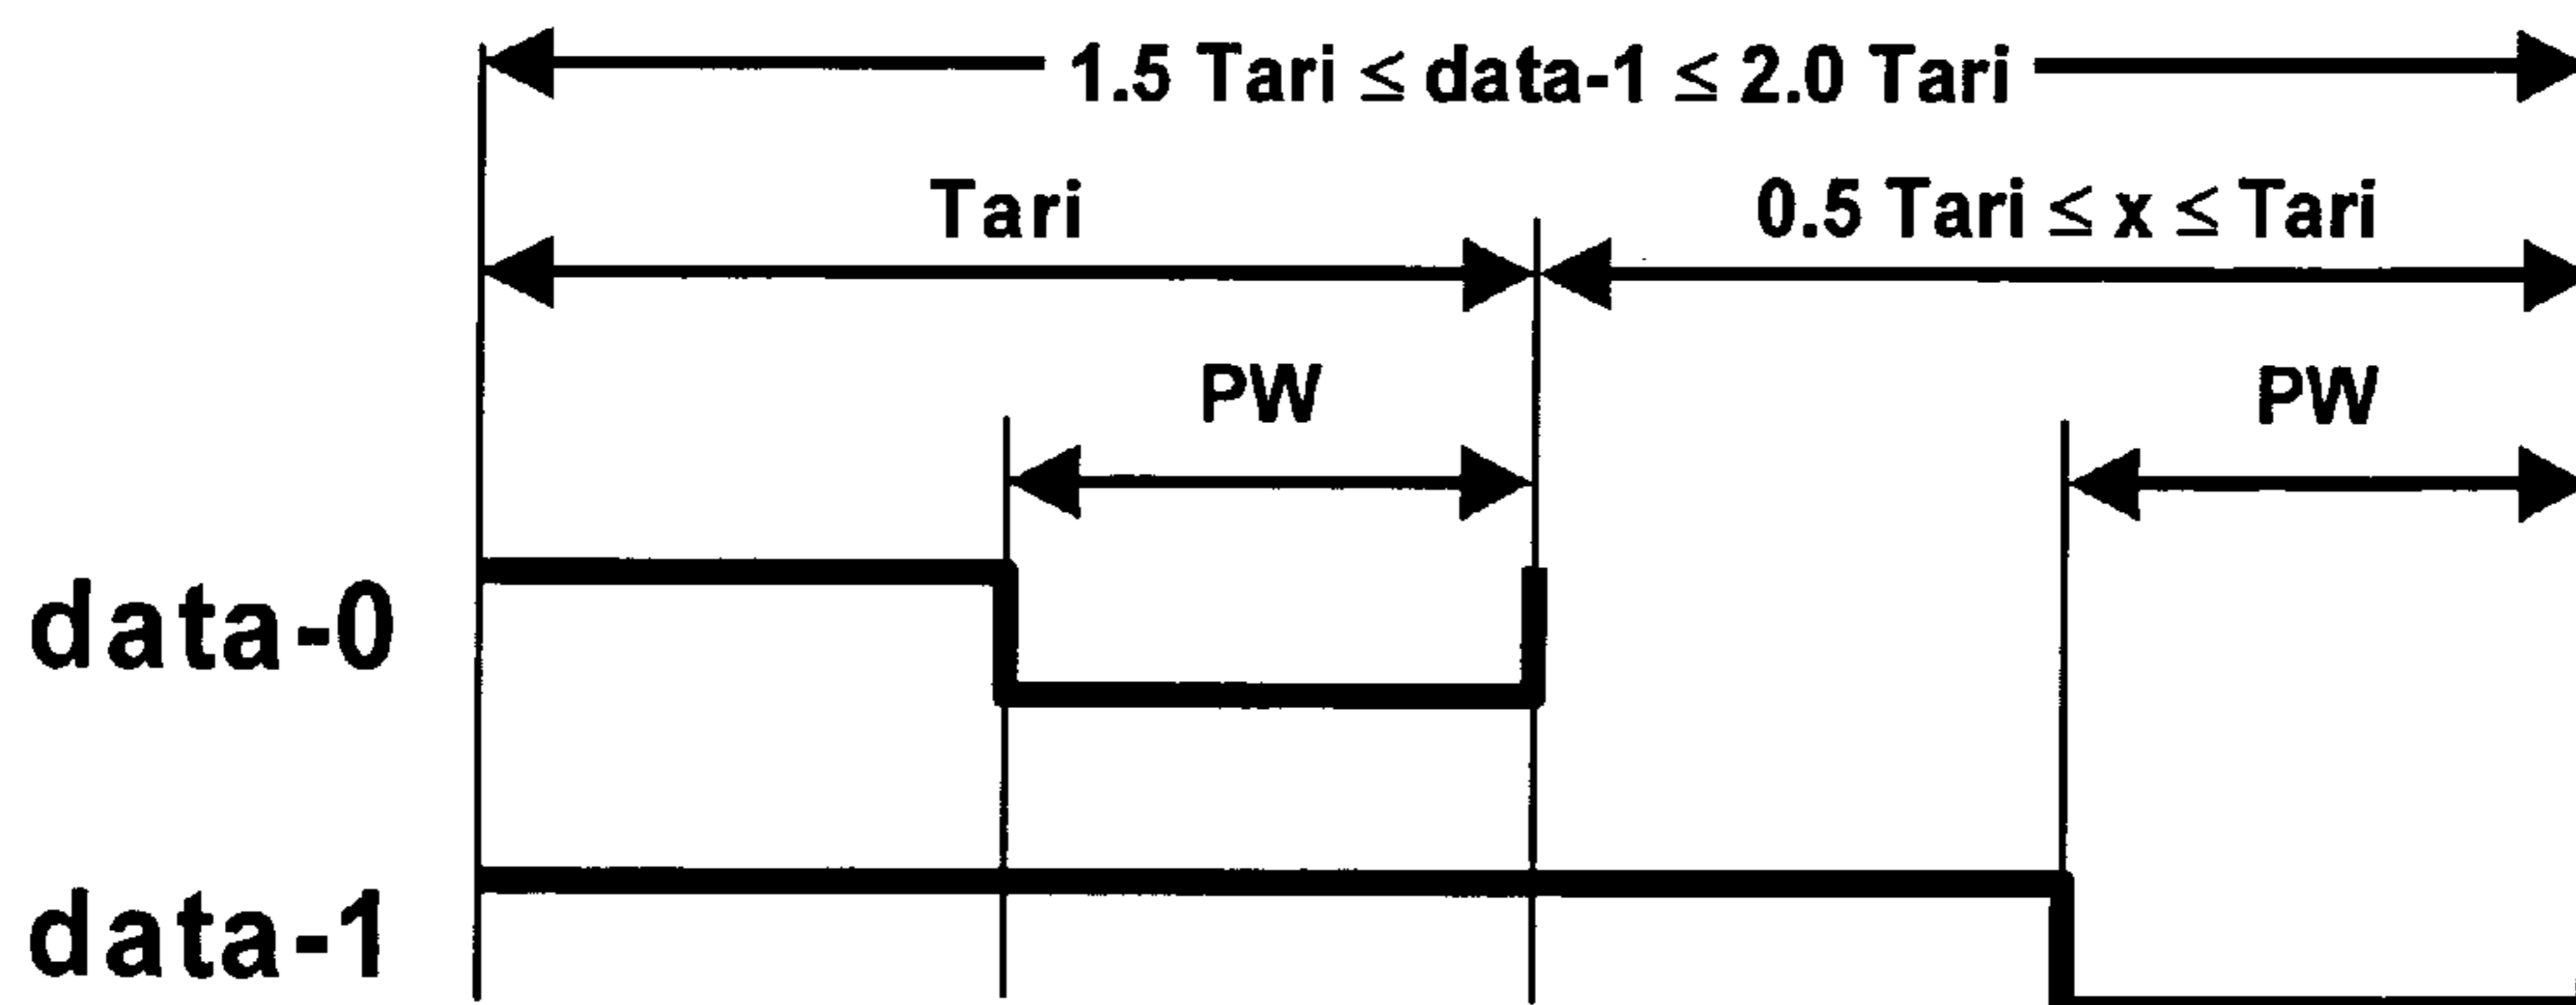 1.5 Tari ≤ data-1 ≤ 2.0 Tari
Tari
0.5 Tari ≤ x ≤ Tari
PW
PW
data-0
data-1